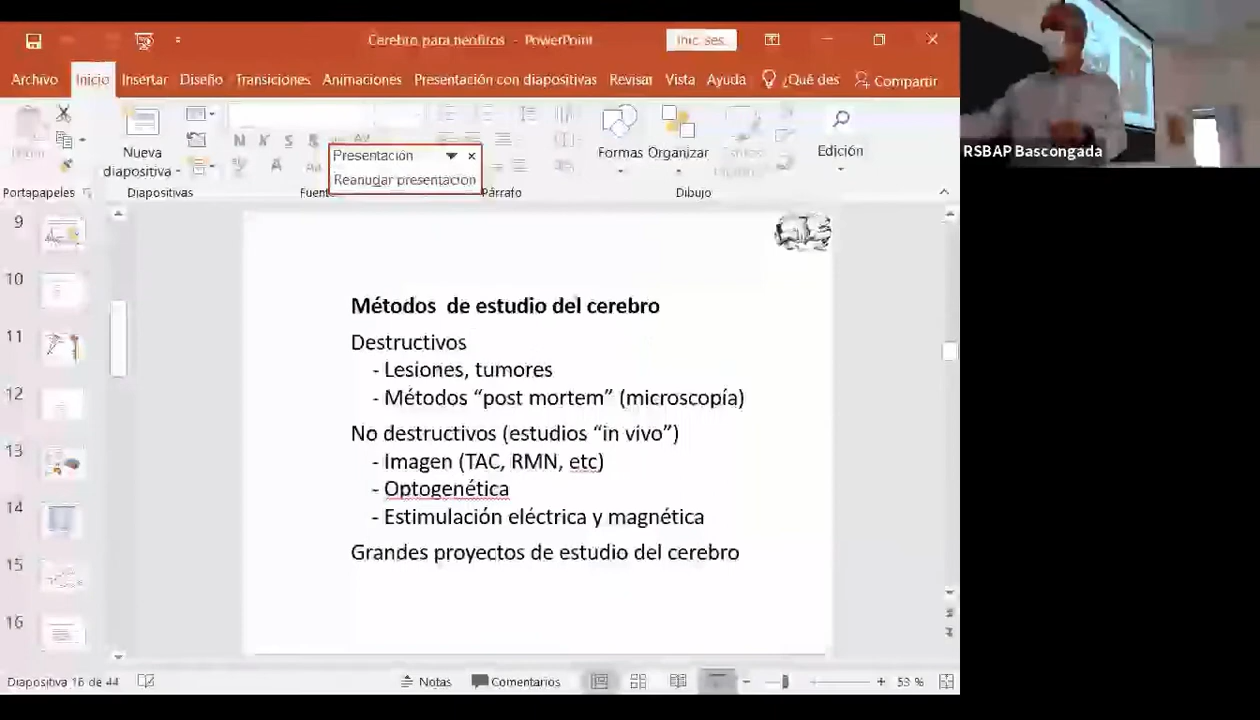 Cerebro para neofitos - PowerPoint
Inic. ses.
Archivo Inicio Insertar Diseño Transiciones Animaciones Presentación con diapositivas Revisar Vista Ayuda ¿Qué des Compartir
Nueva
diapositiva
Formas Organizar
Edición
Portapapeles Diapositivas Fuente Párrafo Dibujo
Presentación
Reanudar presentación
RSBAP Bascongada
9
10
11
12
13
14
15
16
Métodos de estudio del cerebro
Destructivos
- Lesiones, tumores
- Métodos “post mortem” (microscopía)
No destructivos (estudios “in vivo”)
- Imagen (TAC, RMN, etc)
- Optogenética
- Estimulación eléctrica y magnética
Grandes proyectos de estudio del cerebro
Diapositiva 16 de 44 Notas Comentarios 53 %